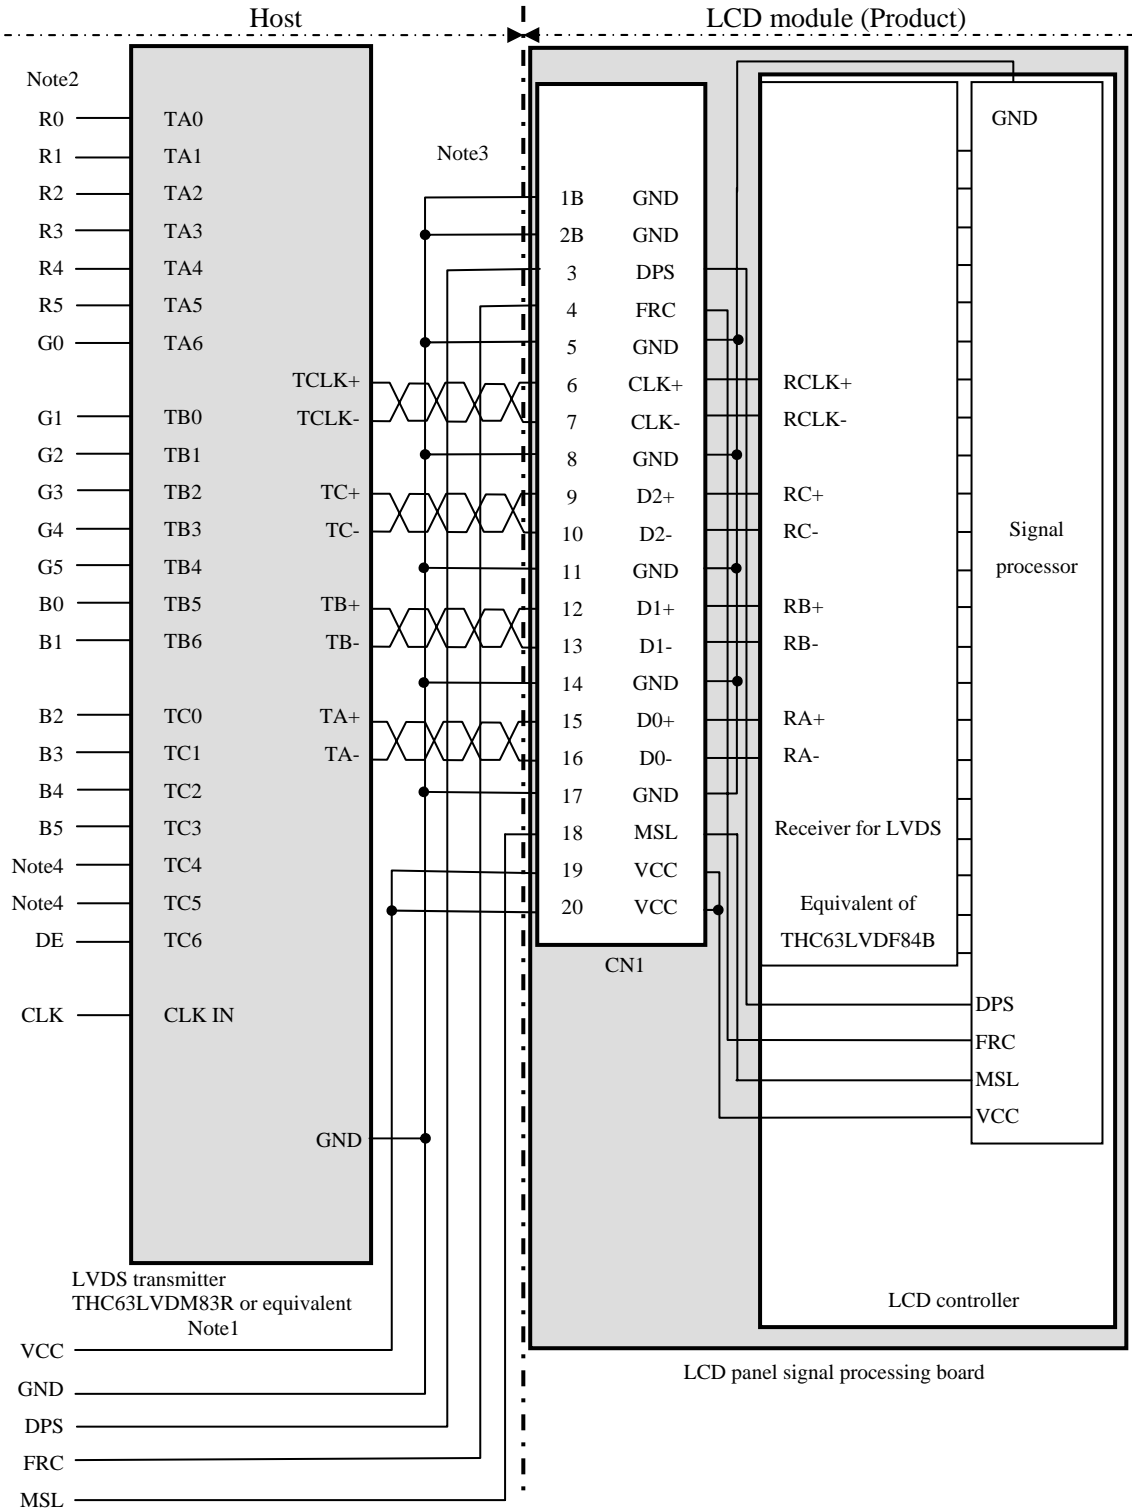 Host
LCD module (Product)
Note2
R0 TA0
R1 TA1
R2 TA2
R3 TA3
R4 TA4
R5 TA5
G0 TA6
G1 TB0
G2 TB1
G3 TB2
G4 TB3
G5 TB4
B0 TB5
B1 TB6
B2 TC0
B3 TC1
B4 TC2
B5 TC3
Note4 TC4
Note4 TC5
DE TC6
CLK CLK IN
TCLK+
TCLK-
TC+
TC-
TB+
TB-
TA+
TA-
GND
LVDS transmitter
THC63LVDM83R or equivalent
Note1
VCC
GND
DPS
FRC
MSL
Note3
1B GND
2B GND
3 DPS
4 FRC
5 GND
6 CLK+
7 CLK-
8 GND
9 D2+
10 D2-
11 GND
12 D1+
13 D1-
14 GND
15 D0+
16 D0-
17 GND
18 MSL
19 VCC
20 VCC
CN1
RCLK+
RCLK-
RC+
RC-
RB+
RB-
RA+
RA-
Receiver for LVDS
Equivalent of
THC63LVDF84B
GND
Signal
processor
DPS
FRC
MSL
VCC
LCD controller
LCD panel signal processing board